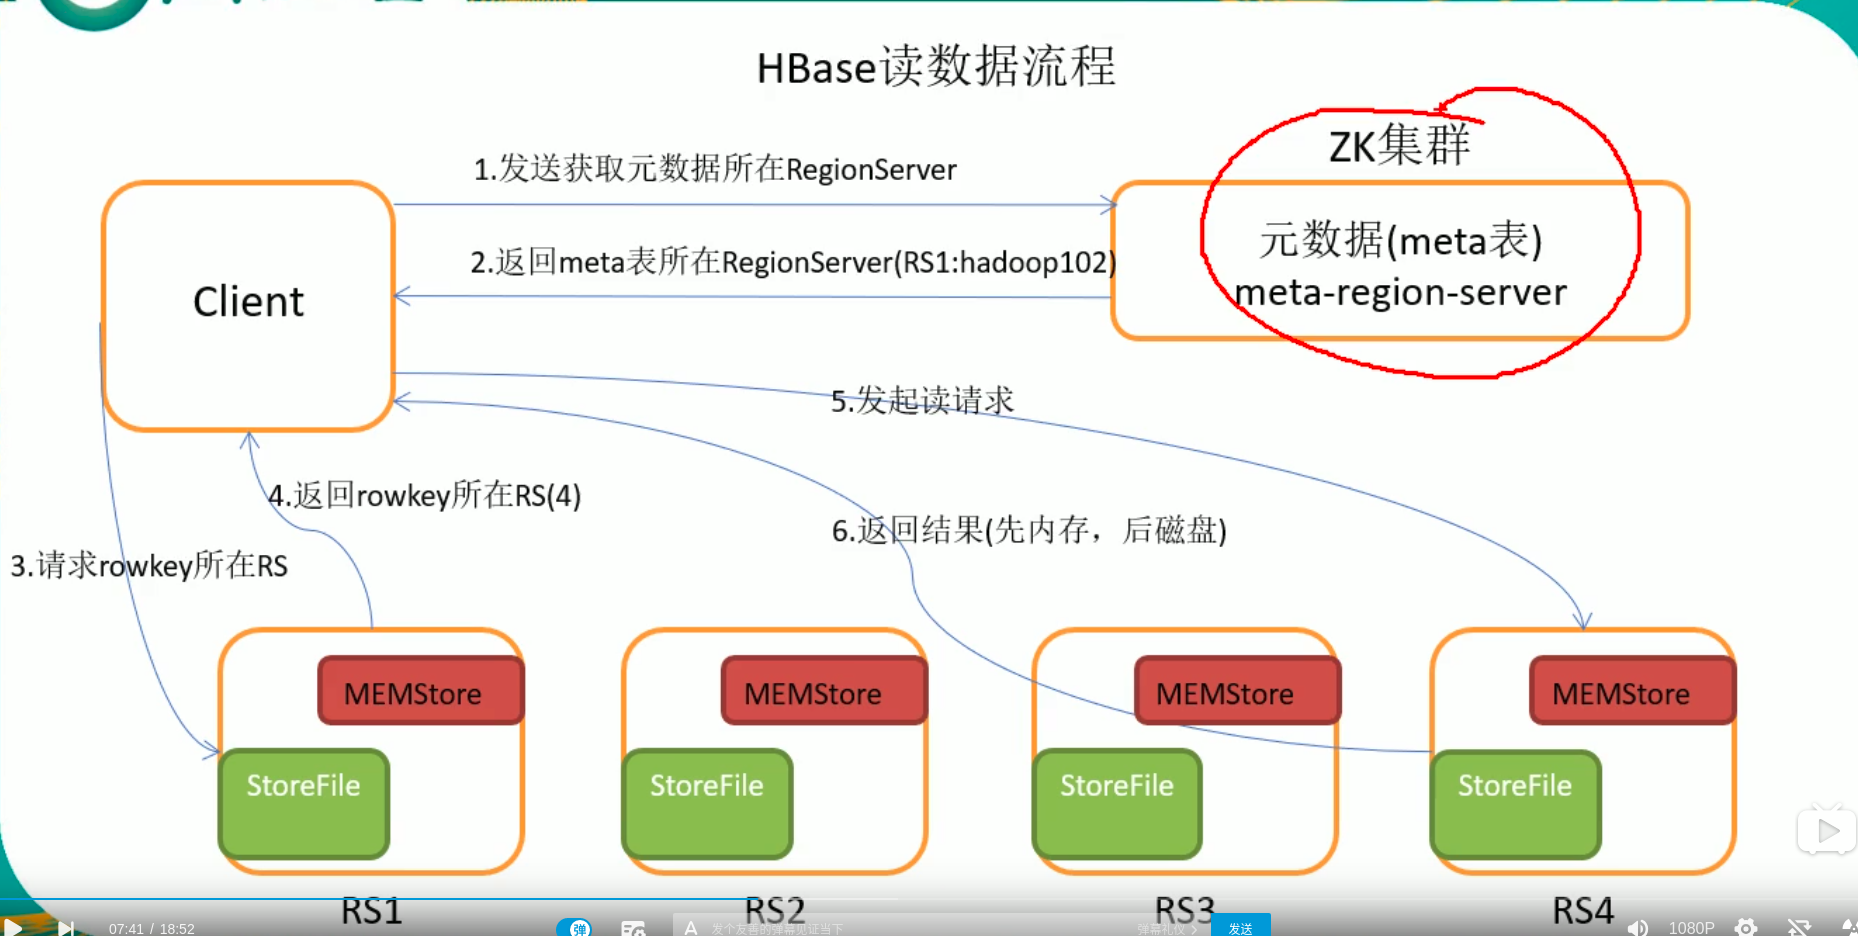 HBase读数据流程
ZK集群
1.发送获取元数据所在RegionServer
元数据(meta表)
meta-region-server
2.返回meta表所在RegionServer(RS1:hadoop102)
Client
5.发起读请求
4.返回rowkey所在RS(4)
6.返回结果(先内存，后磁盘)
3.请求rowkey所在RS
MEMStore
MEMStore
MEMStore
MEMStore
StoreFile
StoreFile
StoreFile
StoreFile
RS1
RS2
RS3
RS4
07:41 / 18:52
弹
A
发个友善的弹幕见证当下
弹幕礼仪 >
发送
1080P